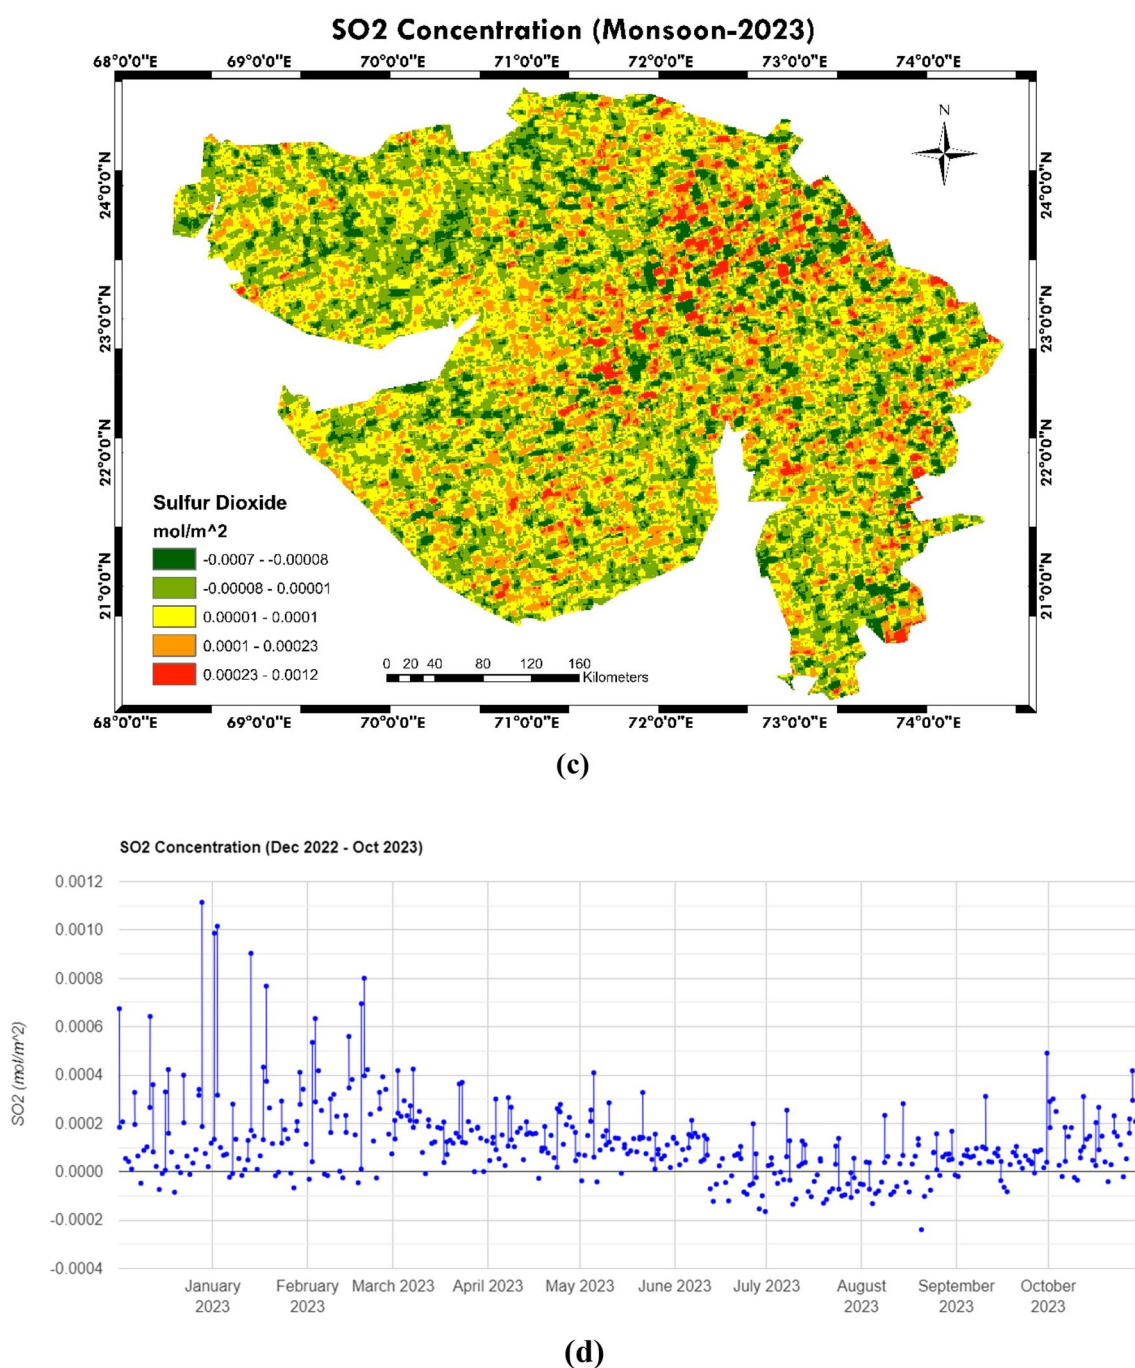 SO2 Concentration (Monsoon-2023)
68°0'0"E 69°0'0"E 70°0'0"E 71°0'0"E 72°0'0"E 73°0'0"E 74°0'0"E
N
24°0'0"N 24°0'0"N
23°0'0"N 23°0'0"N
22°0'0"N 22°0'0"N
21°0'0"N 21°0'0"N
Sulfur Dioxide
mol/m^2
-0.0007 - -0.00008
-0.00008 - 0.00001
0.00001 - 0.0001
0.0001 - 0.00023
0.00023 - 0.0012
0 20 40 80 120 160
Kilometers
68°0'0"E 69°0'0"E 70°0'0"E 71°0'0"E 72°0'0"E 73°0'0"E 74°0'0"E
(c)
SO2 Concentration (Dec 2022 - Oct 2023)
0.0012
0.0010
0.0008
0.0006
0.0004
0.0002
0.0000
-0.0002
-0.0004
SO2 (mol/m^2)
January 2023
February 2023
March 2023
April 2023
May 2023
June 2023
July 2023
August 2023
September 2023
October 2023
(d)